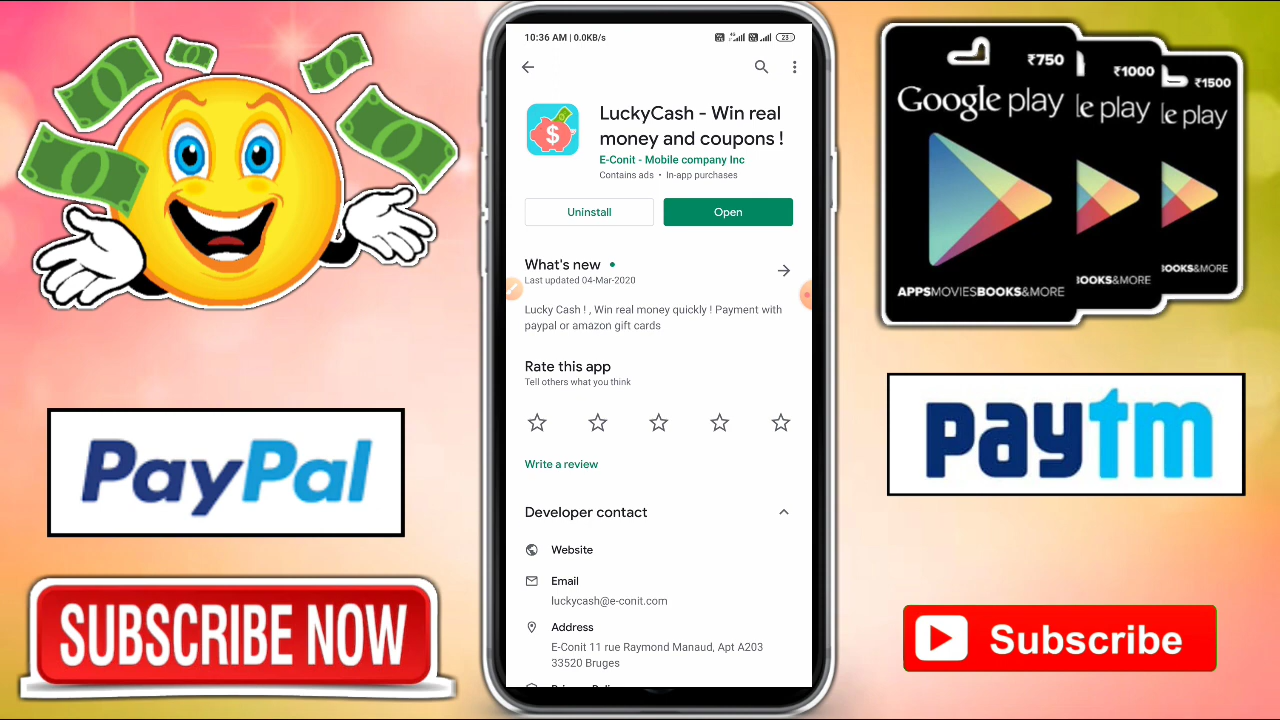 10:36 AM | 0.0KB/s
4G
23
LuckyCash - Win real
money and coupons !
E-Conit - Mobile company Inc
Contains ads • In-app purchases
Uninstall
Open
What's new •
Last updated 04-Mar-2020
Lucky Cash ! , Win real money quickly ! Payment with
paypal or amazon gift cards
Rate this app
Tell others what you think
Write a review
Developer contact
Website
Email
luckycash@e-conit.com
Address
E-Conit 11 rue Raymond Manaud, Apt A203
33520 Bruges
PayPal
SUBSCRIBE NOW
₹750
Google play
APPSMOVIESBOOKS&MORE
₹1000
le play
BOOKS&MORE
₹1500
le play
BOOKS&MORE
paytm
Subscribe